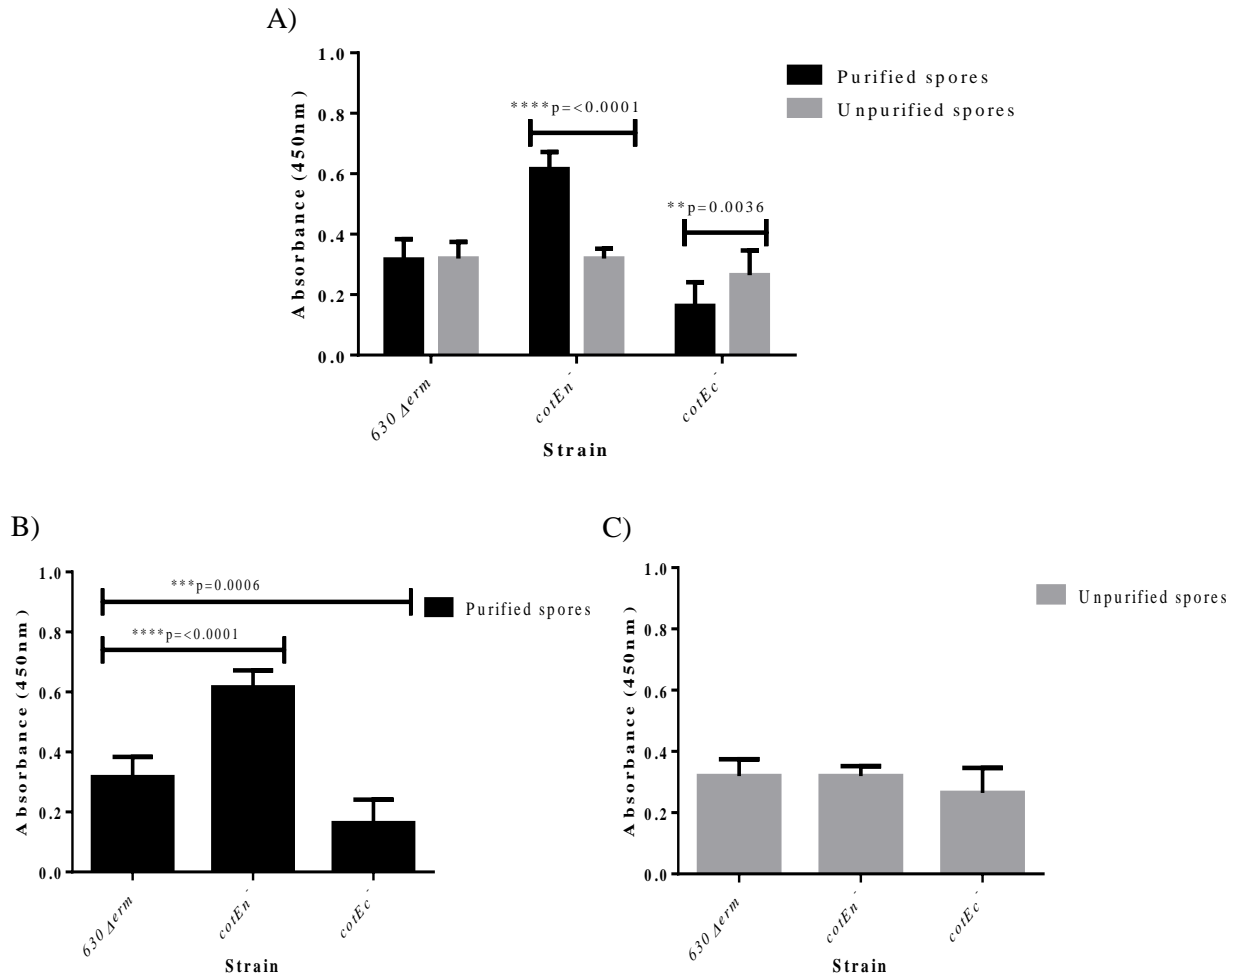 A)
Absorbance (450nm)
1.0
0.8
0.6
0.4
0.2
0.0
****p=<0.0001
**p=0.0036
Purified spores
Unpurified spores
630 Δerm
cotEn-
cotEc-
Strain
B)
Absorbance (450nm)
1.0
0.8
0.6
0.4
0.2
0.0
***p=0.0006
****p=<0.0001
Purified spores
630 Δerm
cotEn-
cotEc-
Strain
C)
Absorbance (450nm)
1.0
0.8
0.6
0.4
0.2
0.0
Unpurified spores
630 Δerm
cotEn-
cotEc-
Strain